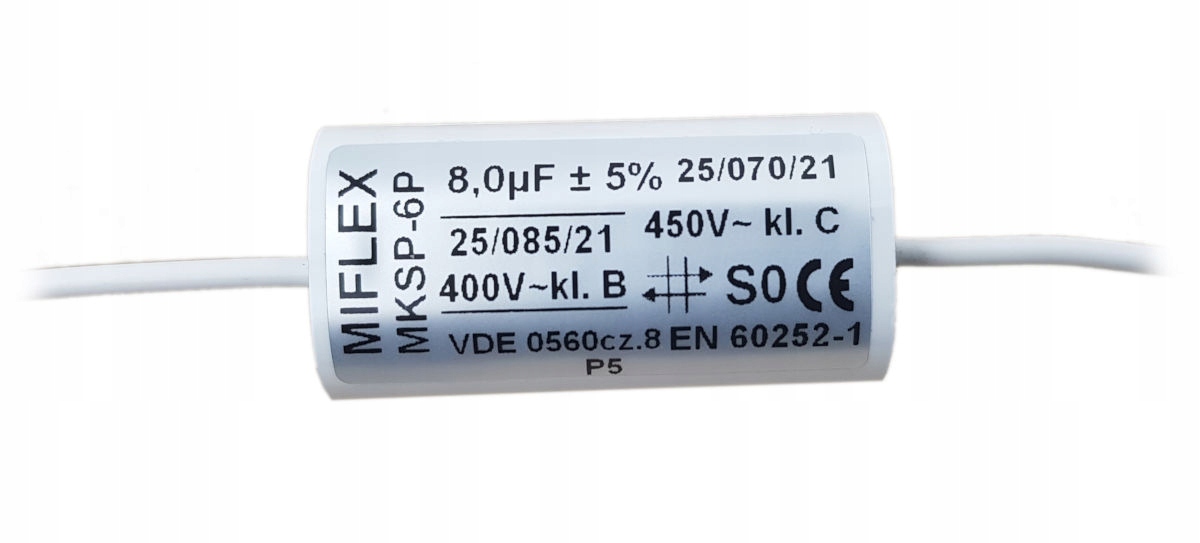 MIFLEX
MKSP-6P
8,0µF ± 5% 25/070/21
25/085/21 450V~ kl. C
400V~kl. B S0 CE
VDE 0560cz.8 EN 60252-1
P5